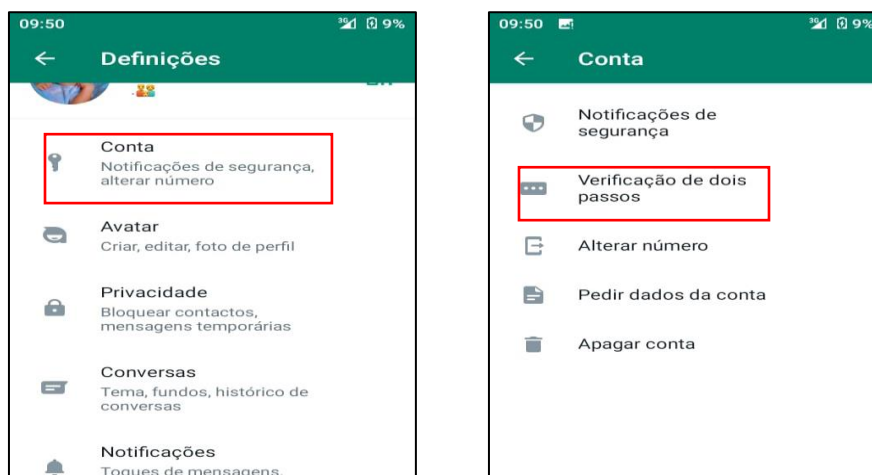 09:50 3G 9%
Definições
Conta
Notificações de segurança,
alterar número
Avatar
Criar, editar, foto de perfil
Privacidade
Bloquear contactos,
mensagens temporárias
Conversas
Tema, fundos, histórico de
conversas
Notificações
Toques de mensagens,
09:50 3G 9%
Conta
Notificações de
segurança
Verificação de dois
passos
Alterar número
Pedir dados da conta
Apagar conta